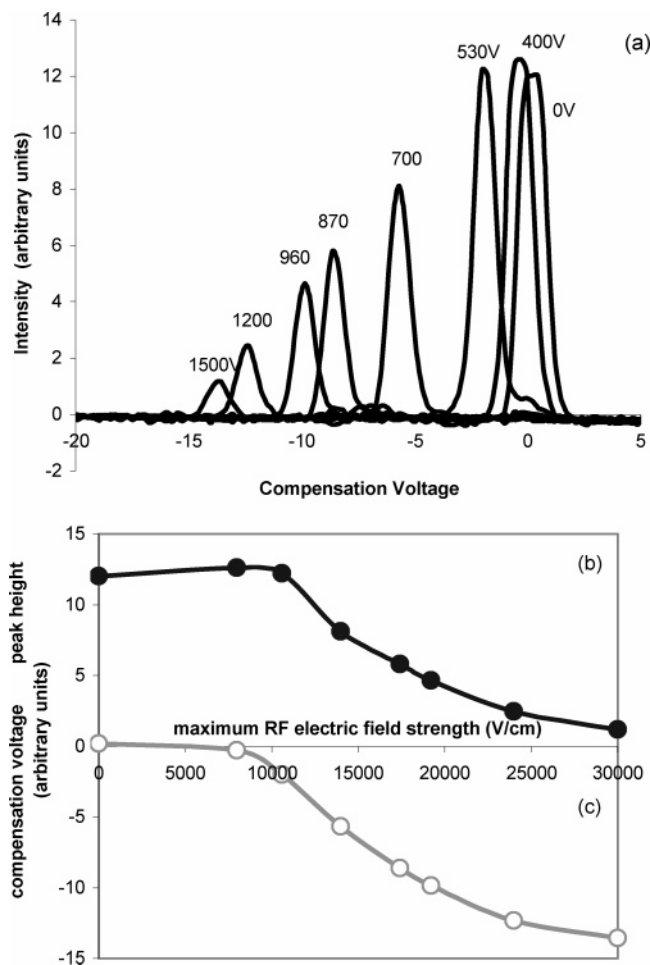 14
12
10
8
6
4
2
0
-2
-20
-15
-10
-5
0
5
Intensity (arbitrary units)
Compensation Voltage
(a)
530V
400V
0V
700
870
960
1200
1500V
15
10
5
0
-5
-10
-15
peak height
compensation voltage
(arbitrary units)
(b)
maximum RF electric field strength (V/cm)
0
5000
10000
15000
20000
25000
30000
(c)